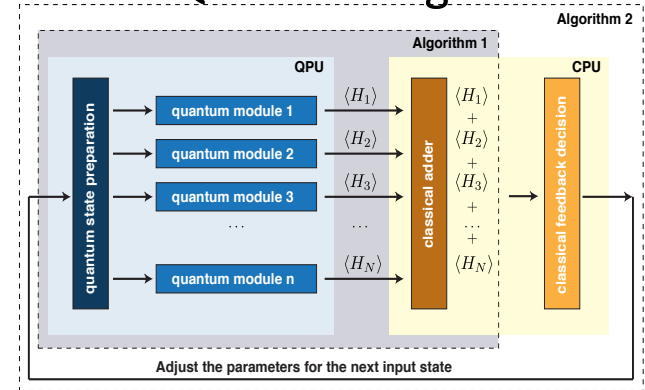 Algorithm 2
Algorithm 1
QPU
CPU
quantum state preparation
quantum module 1
quantum module 2
quantum module 3
...
quantum module n
⟨H₁⟩
⟨H₂⟩
⟨H₃⟩
...
⟨H_N⟩
classical adder
⟨H₁⟩
+
⟨H₂⟩
+
⟨H₃⟩
+
...
+
⟨H_N⟩
classical feedback decision
Adjust the parameters for the next input state